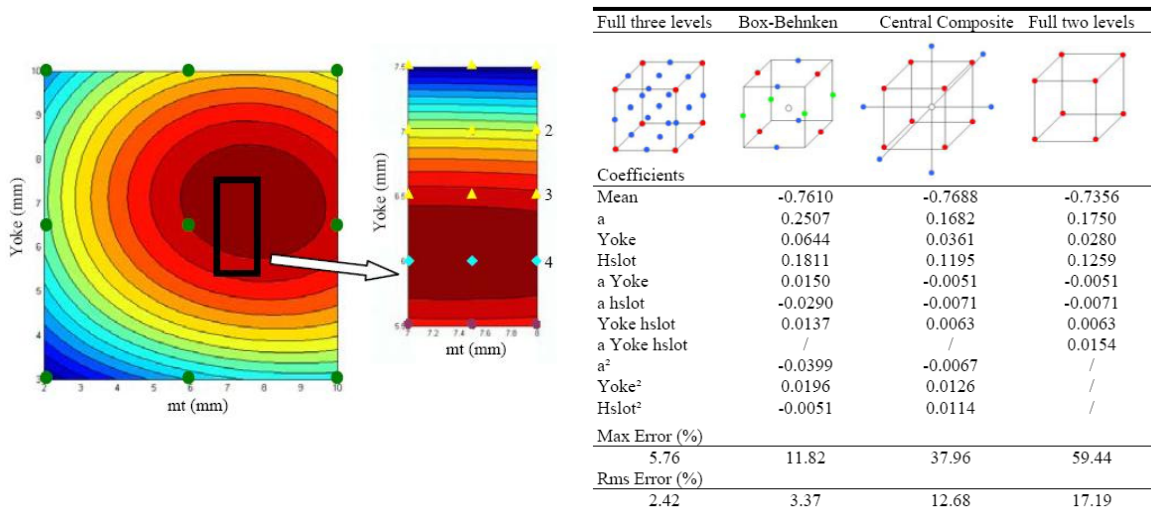 10
9
8
7
6
5
4
3
Yoke (mm)
2 3 4 5 6 7 8 9 10
mt (mm)
7.5
6.5
Yoke (mm)
2
3
4
7.2 7.4 7.6 7.8 8
mt (mm)
Full three levels Box-Behnken Central Composite Full two levels
Coefficients
Mean -0.7610 -0.7688 -0.7356
a 0.2507 0.1682 0.1750
Yoke 0.0644 0.0361 0.0280
Hslot 0.1811 0.1195 0.1259
a Yoke 0.0150 -0.0051 -0.0051
a hslot -0.0290 -0.0071 -0.0071
Yoke hslot 0.0137 0.0063 0.0063
a Yoke hslot / / 0.0154
a² -0.0399 -0.0067 /
Yoke² 0.0196 0.0126 /
Hslot² -0.0051 0.0114 /
Max Error (%)
5.76 11.82 37.96 59.44
Rms Error (%)
2.42 3.37 12.68 17.19